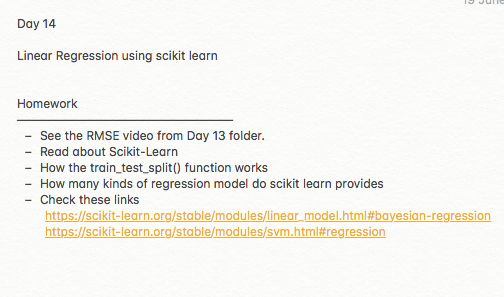 19 June
Day 14
Linear Regression using scikit learn
Homework
– See the RMSE video from Day 13 folder.
– Read about Scikit-Learn
– How the train_test_split() function works
– How many kinds of regression model do scikit learn provides
– Check these links
https://scikit-learn.org/stable/modules/linear_model.html#bayesian-regression
https://scikit-learn.org/stable/modules/svm.html#regression